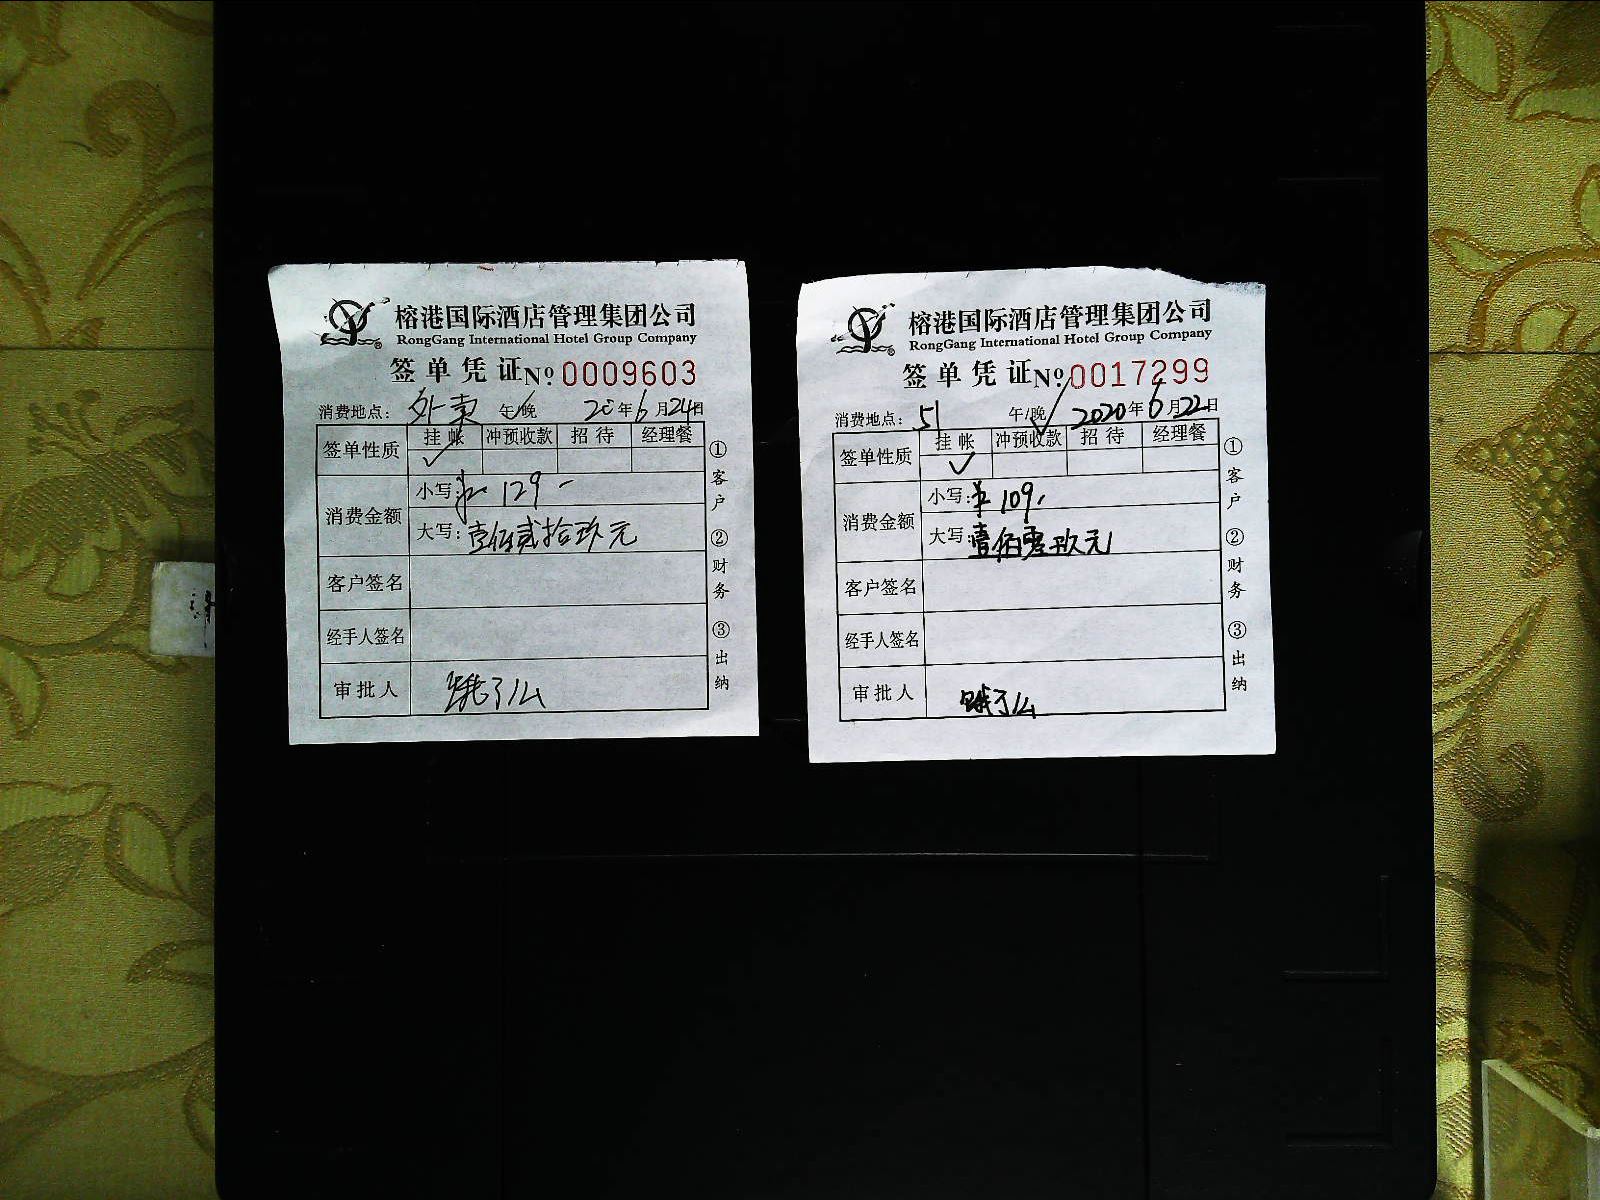 榕港国际酒店管理集团公司
RongGang International Hotel Group Company
签单凭证 No. 0009603
消费地点: 外卖 午/晚 20年6月24日
签单性质 挂帐 冲预收款 招待 经理餐
✓
消费金额 小写: ¥ 129 -
大写: 壹佰贰拾玖元
客户签名
经手人签名
审批人 饿了么
①客户 ②财务 ③出纳
榕港国际酒店管理集团公司
RongGang International Hotel Group Company
签单凭证 No. 0017299
消费地点: 51 午/晚 2020年6月22日
签单性质 挂帐 冲预收款 招待 经理餐
✓
消费金额 小写: ¥ 109,
大写: 壹佰零玖元
客户签名
经手人签名
审批人 饿了么
①客户 ②财务 ③出纳